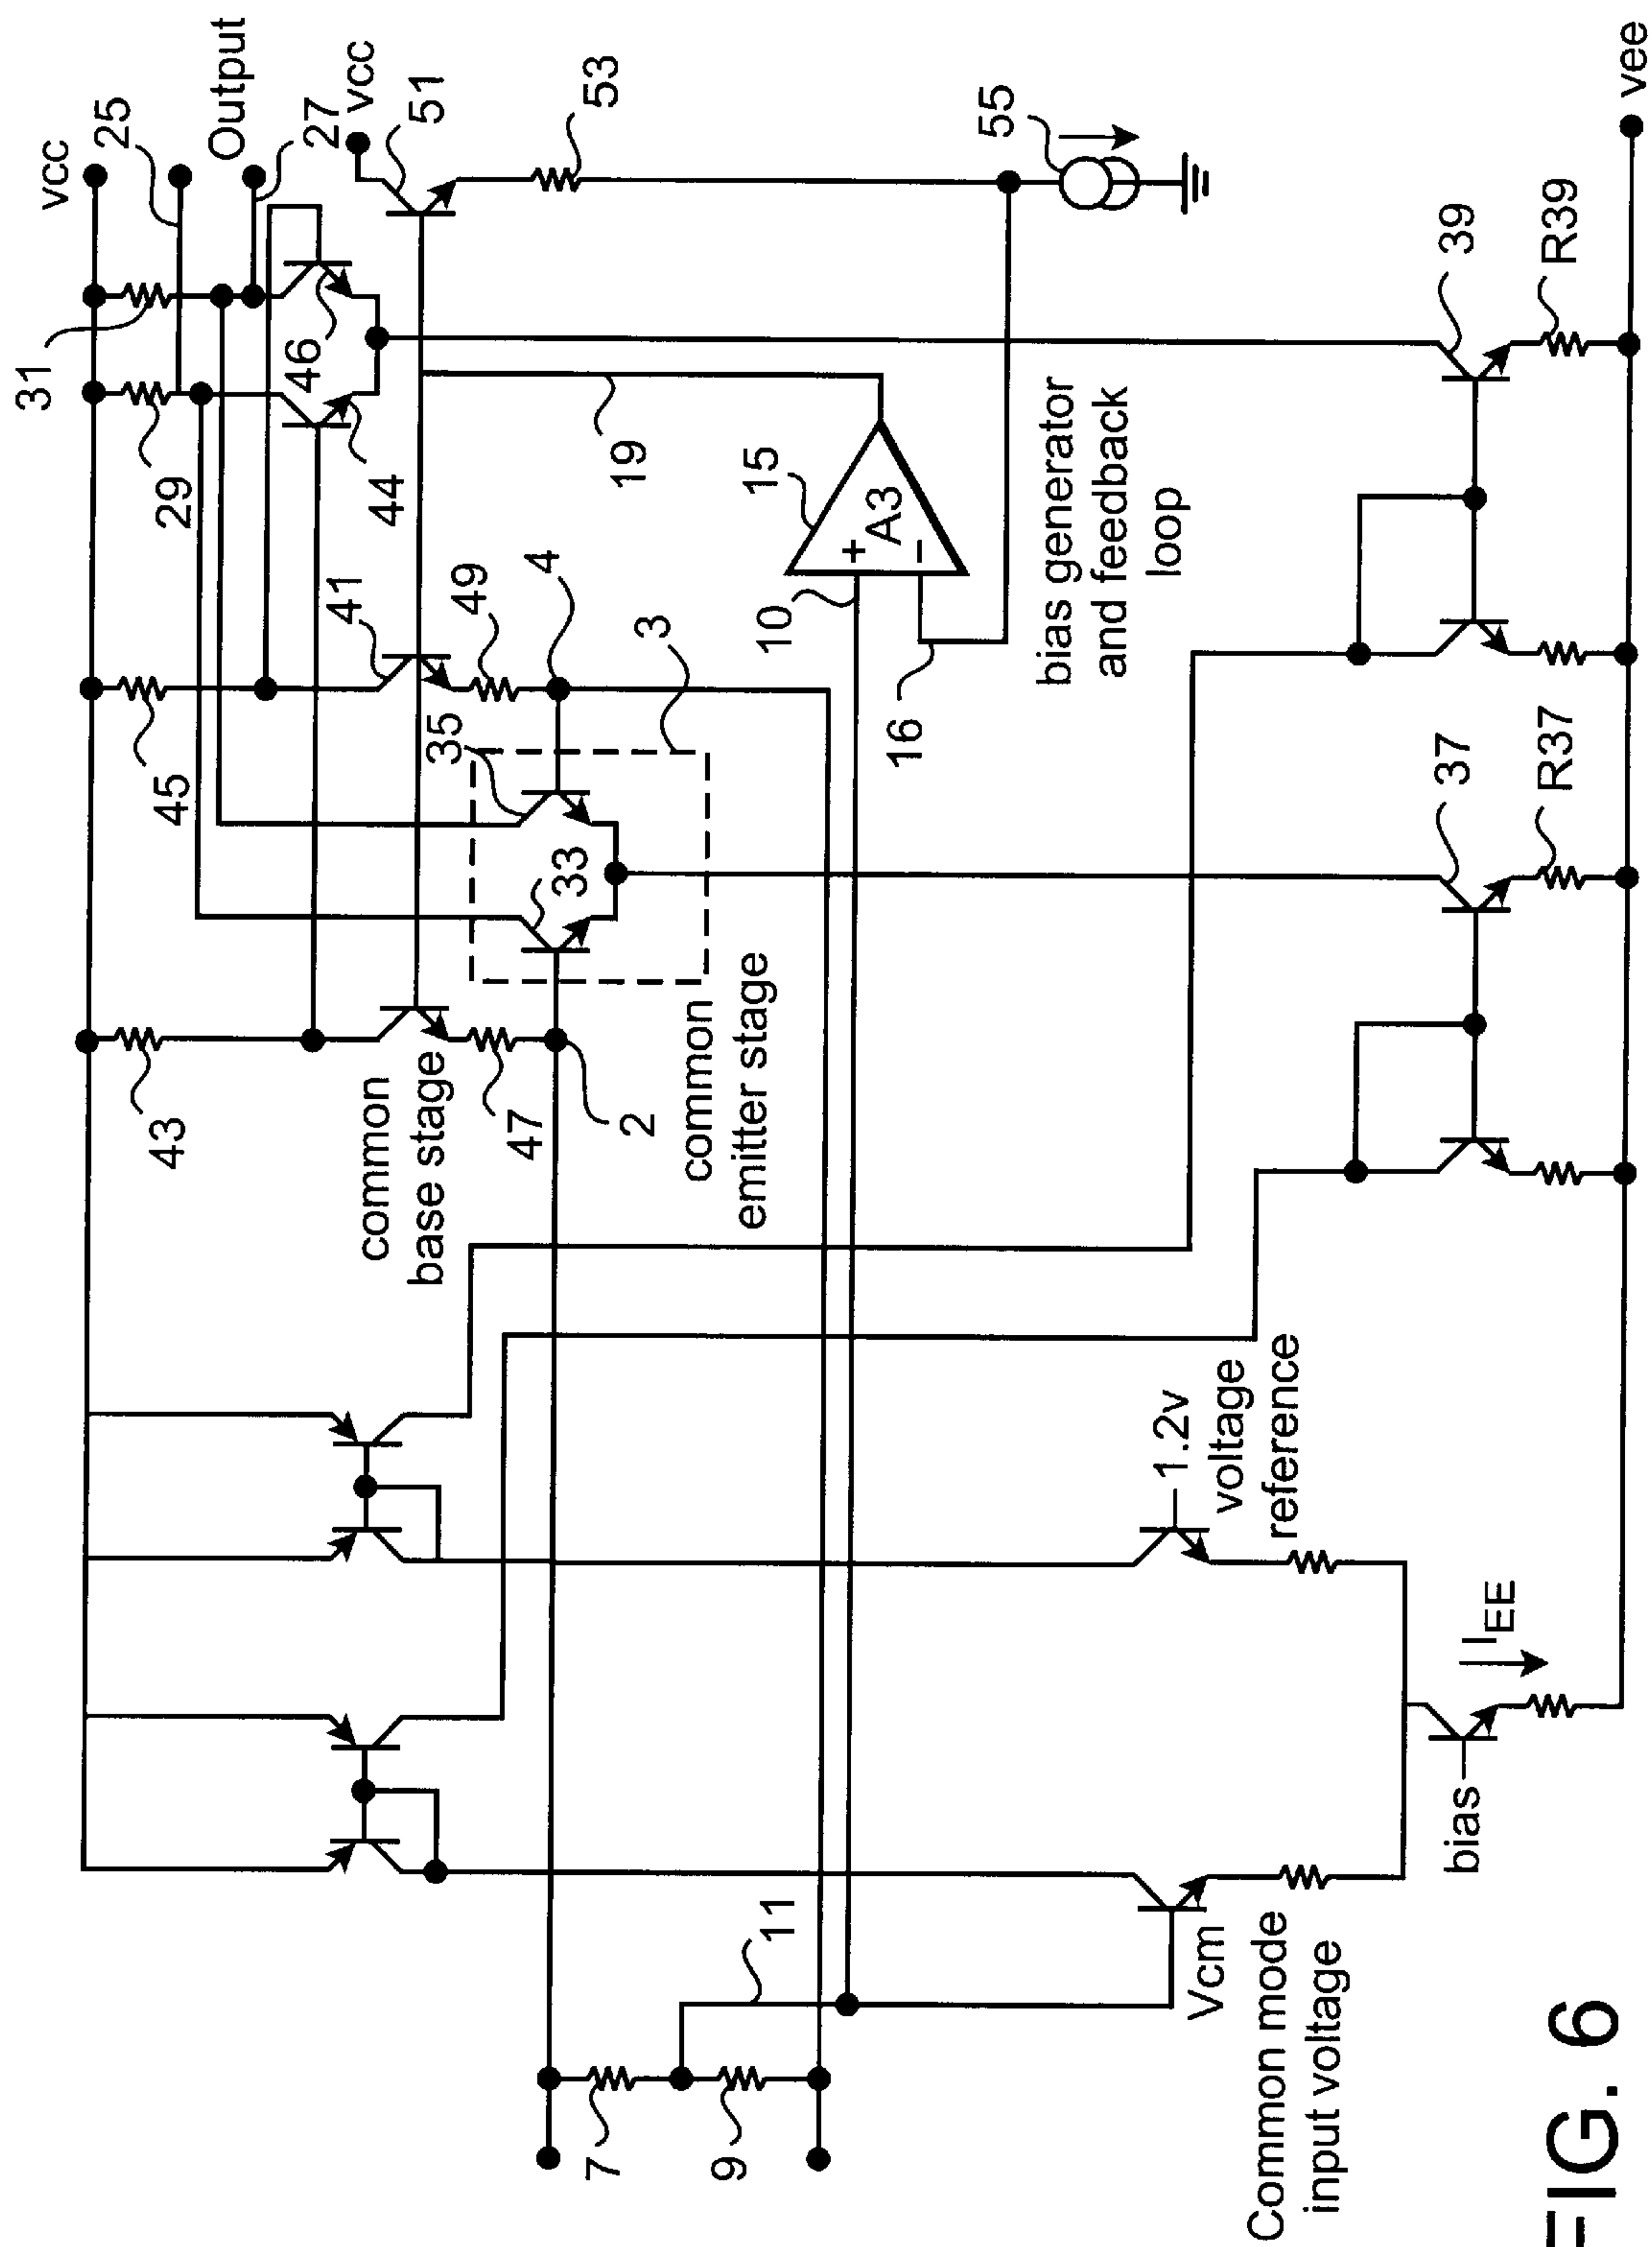 vcc
25
Output
27
vcc
51
53
55
vee
31
29
46
44
19
15
A3
+
−
10
16
bias generator
and feedback
loop
39
R39
41
49
4
3
45
35
33
37
R37
43
common
base stage
47
2
common
emitter stage
1.2v
voltage
reference
IEE
bias
11
Vcm
Common mode
input voltage
7
9
FIG. 6